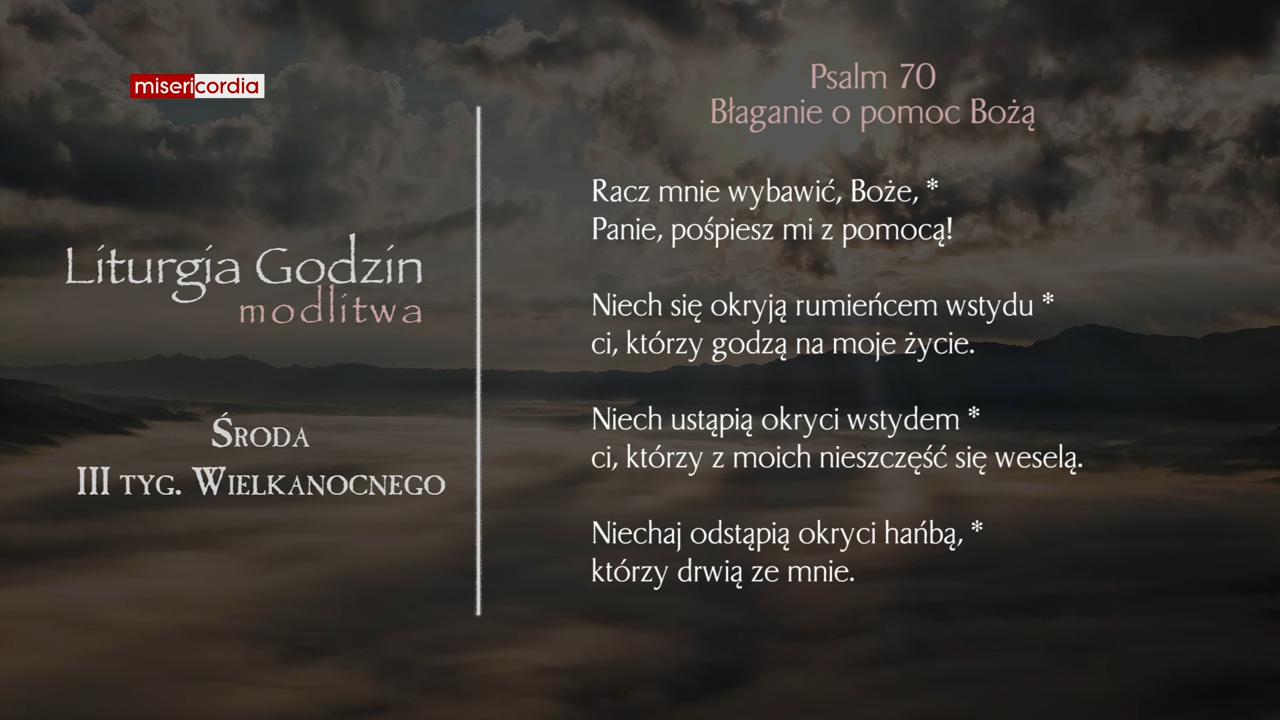 misericordia
Liturgia Godzin
modlitwa
Środa
III tyg. Wielkanocnego
Psalm 70
Błaganie o pomoc Bożą
Racz mnie wybawić, Boże, *
Panie, pośpiesz mi z pomocą!
Niech się okryją rumieńcem wstydu *
ci, którzy godzą na moje życie.
Niech ustąpią okryci wstydem *
ci, którzy z moich nieszczęść się weselą.
Niechaj odstąpią okryci hańbą, *
którzy drwią ze mnie.